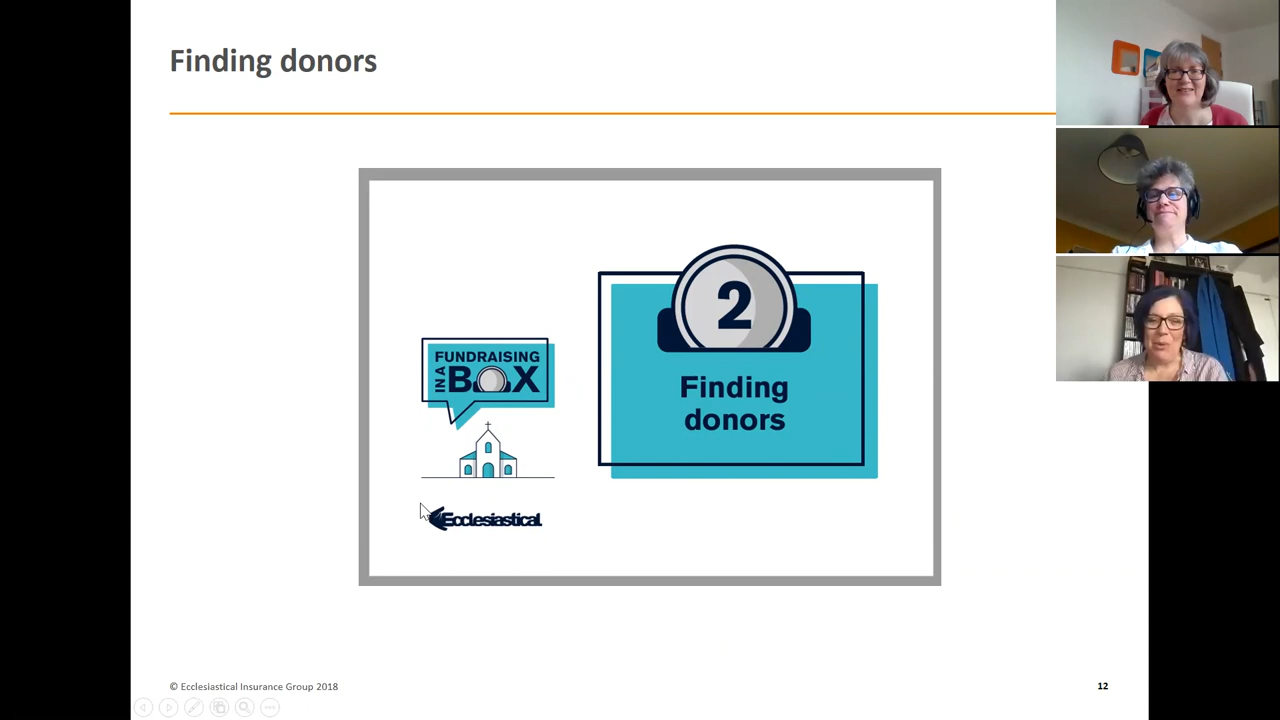 Finding donors
2
Finding
donors
FUNDRAISING
IN A
BOX
Ecclesiastical
© Ecclesiastical Insurance Group 2018
12